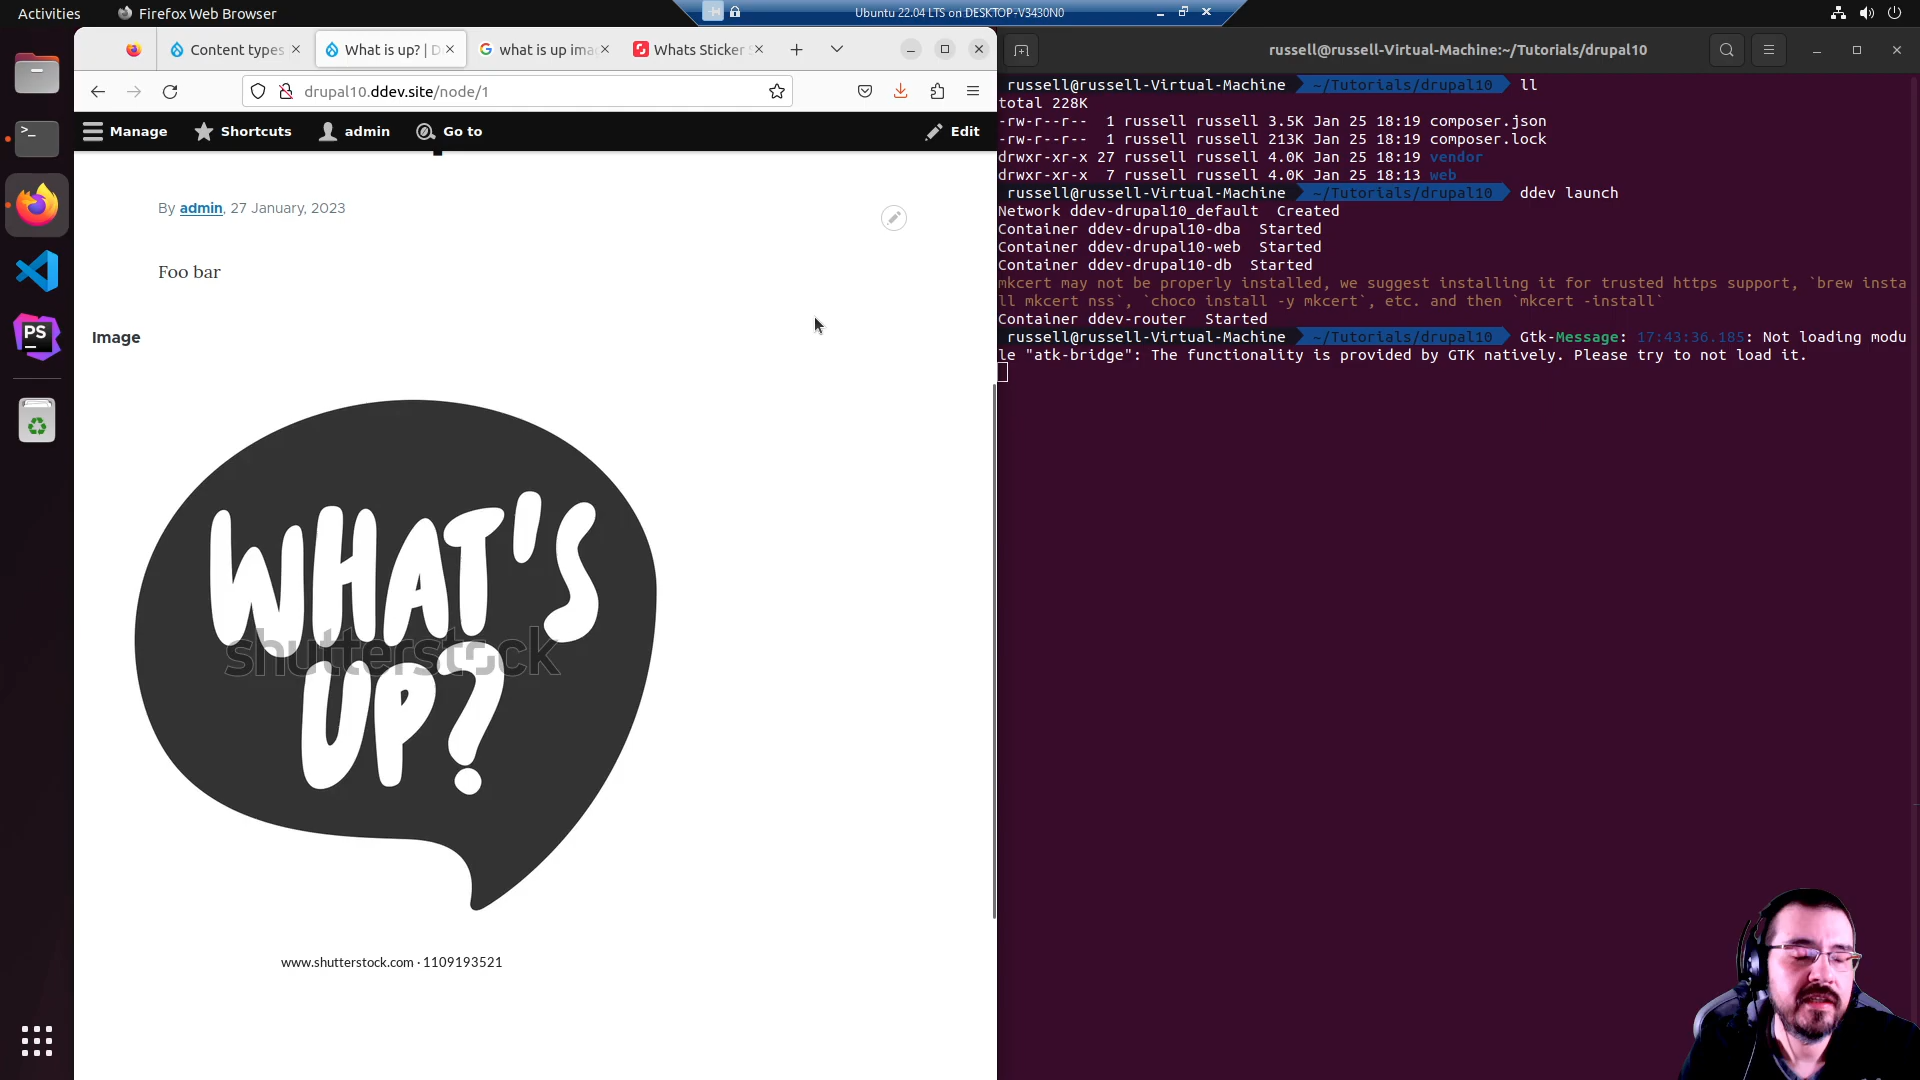 Activities
Firefox Web Browser
Ubuntu 22.04 LTS on DESKTOP-V3430N0
Content types
What is up? | D
what is up ima
Whats Sticker
drupal10.ddev.site/node/1
Manage
Shortcuts
admin
Go to
Edit
By admin, 27 January, 2023
Foo bar
Image
WHAT'S
UP?
shutterstock
www.shutterstock.com · 1109193521
PS
russell@russell-Virtual-Machine:~/Tutorials/drupal10
russell@russell-Virtual-Machine ~/Tutorials/drupal10 ll
total 228K
-rw-r--r-- 1 russell russell 3.5K Jan 25 18:19 composer.json
-rw-r--r-- 1 russell russell 213K Jan 25 18:19 composer.lock
drwxr-xr-x 27 russell russell 4.0K Jan 25 18:19 vendor
drwxr-xr-x 7 russell russell 4.0K Jan 25 18:13 web
russell@russell-Virtual-Machine ~/Tutorials/drupal10 ddev launch
Network ddev-drupal10_default Created
Container ddev-drupal10-dba Started
Container ddev-drupal10-web Started
Container ddev-drupal10-db Started
mkcert may not be properly installed, we suggest installing it for trusted https support, `brew insta
ll mkcert nss`, `choco install -y mkcert`, etc. and then `mkcert -install`
Container ddev-router Started
russell@russell-Virtual-Machine ~/Tutorials/drupal10 Gtk-Message: 17:43:36.185: Not loading modu
le "atk-bridge": The functionality is provided by GTK natively. Please try to not load it.